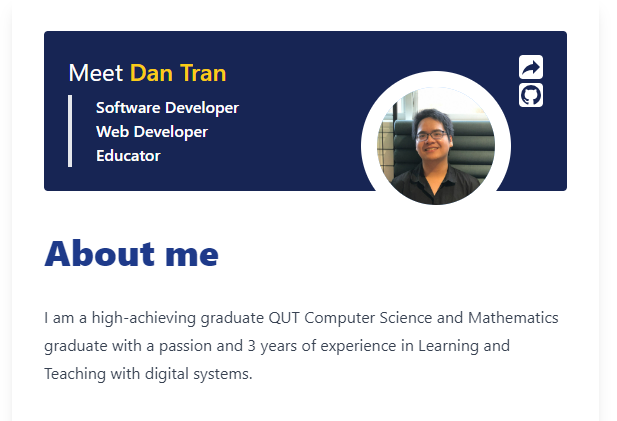 Meet Dan Tran
Software Developer
Web Developer
Educator
About me
I am a high-achieving graduate QUT Computer Science and Mathematics
graduate with a passion and 3 years of experience in Learning and
Teaching with digital systems.